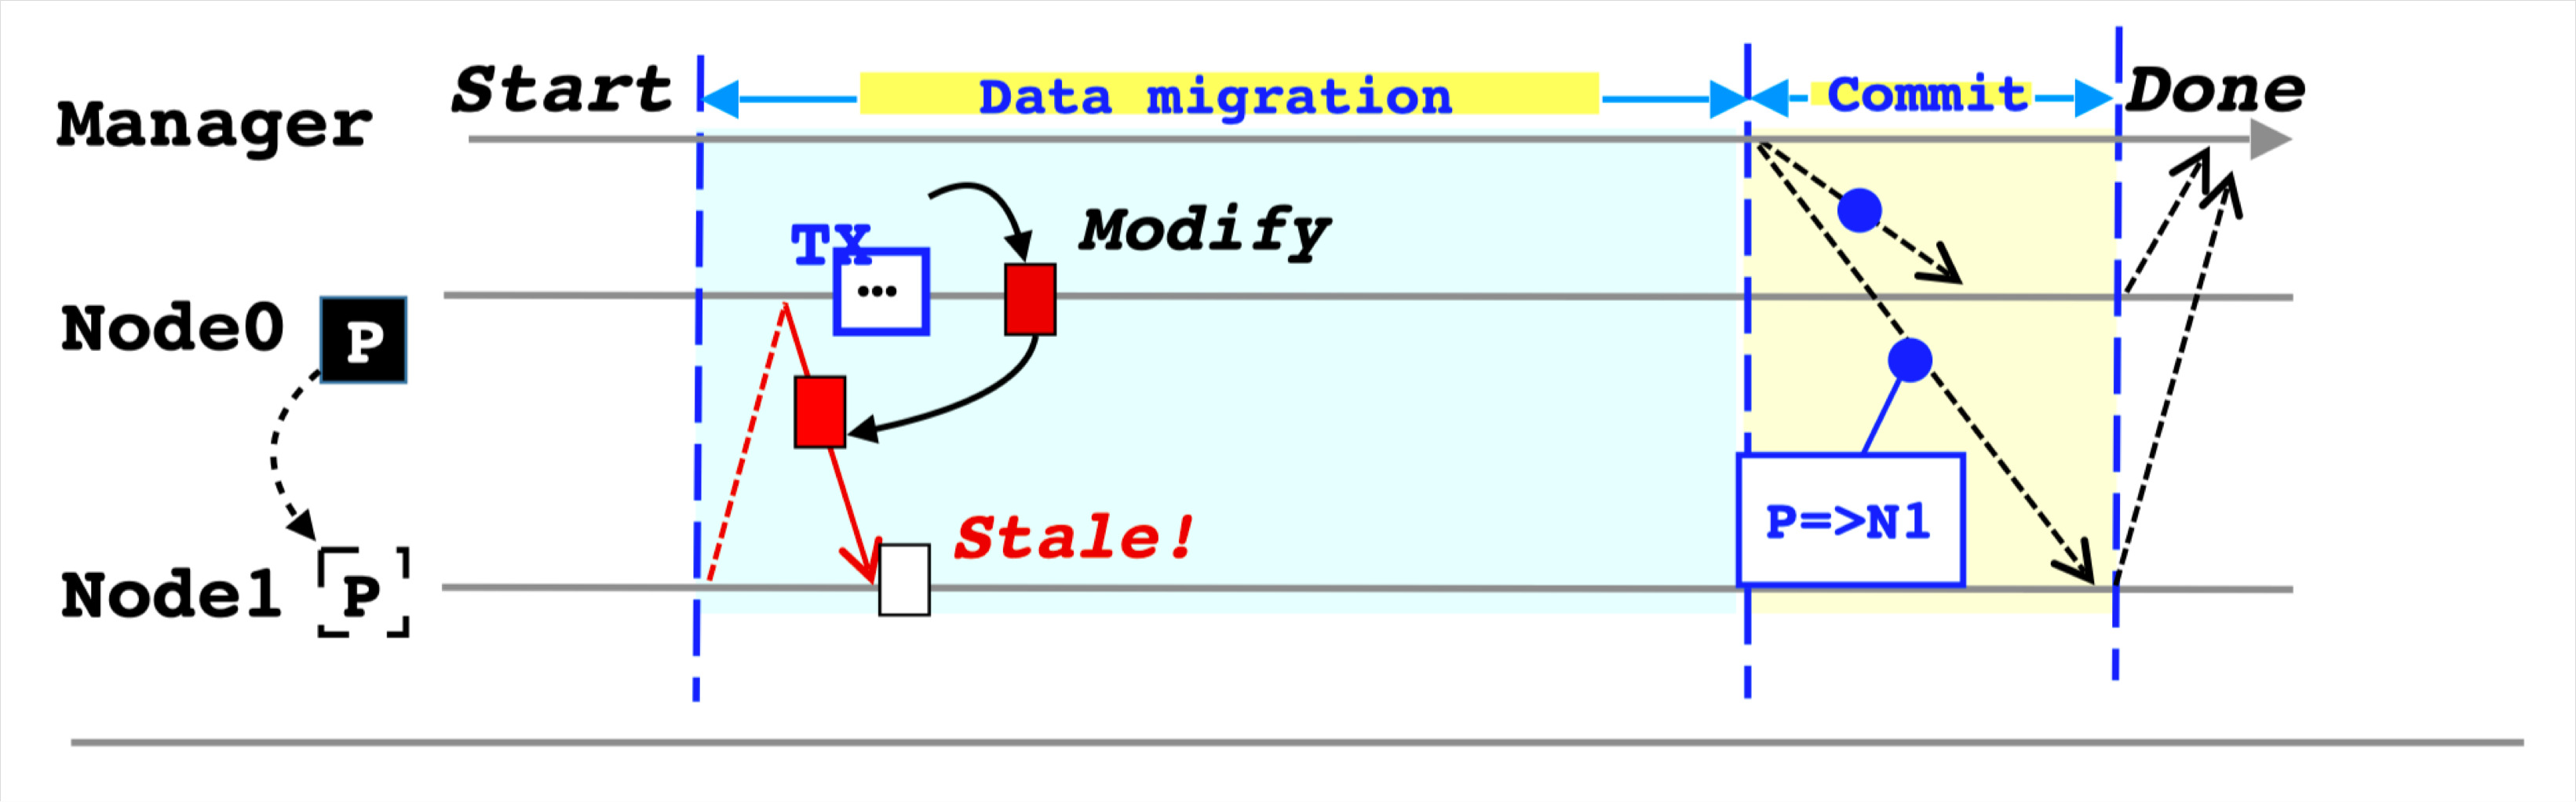 Start
Data migration
Commit
Done
Manager
TX
Modify
...
Node0 P
P=>N1
Stale!
Node1 P